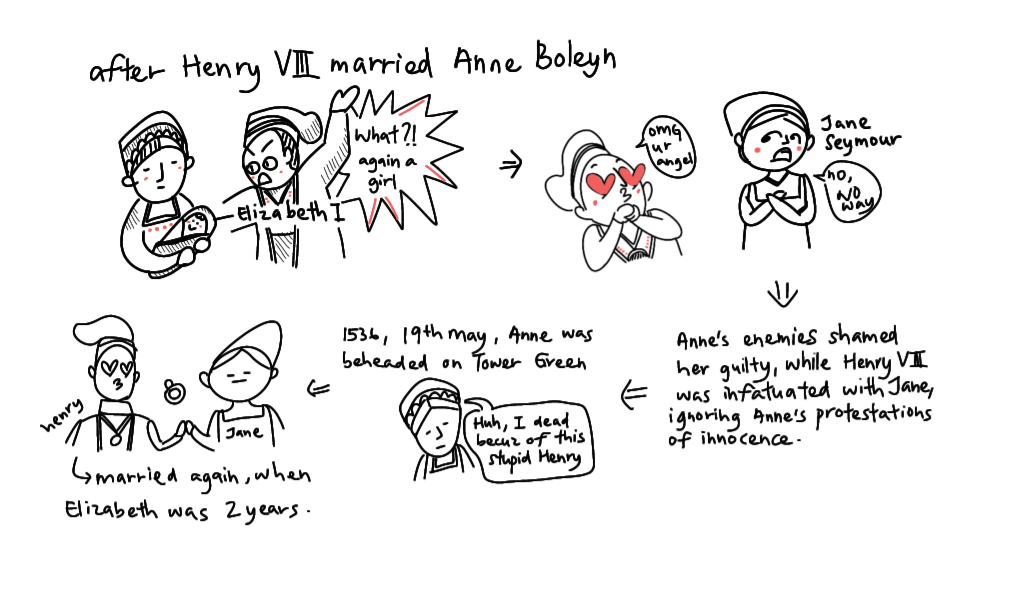 after Henry VIII married Anne Boleyn
What?!
again a
girl
Elizabeth I
omg
ur
angel
Jane
Seymour
no,
NO
way
Anne's enemies shamed
her guilty, while Henry VIII
was infatuated with Jane,
ignoring Anne's protestations
of innocence.
1536, 19th may, Anne was
beheaded on Tower Green
Huh, I dead
becuz of this
stupid Henry
henry
Jane
married again, when
Elizabeth was 2 years.